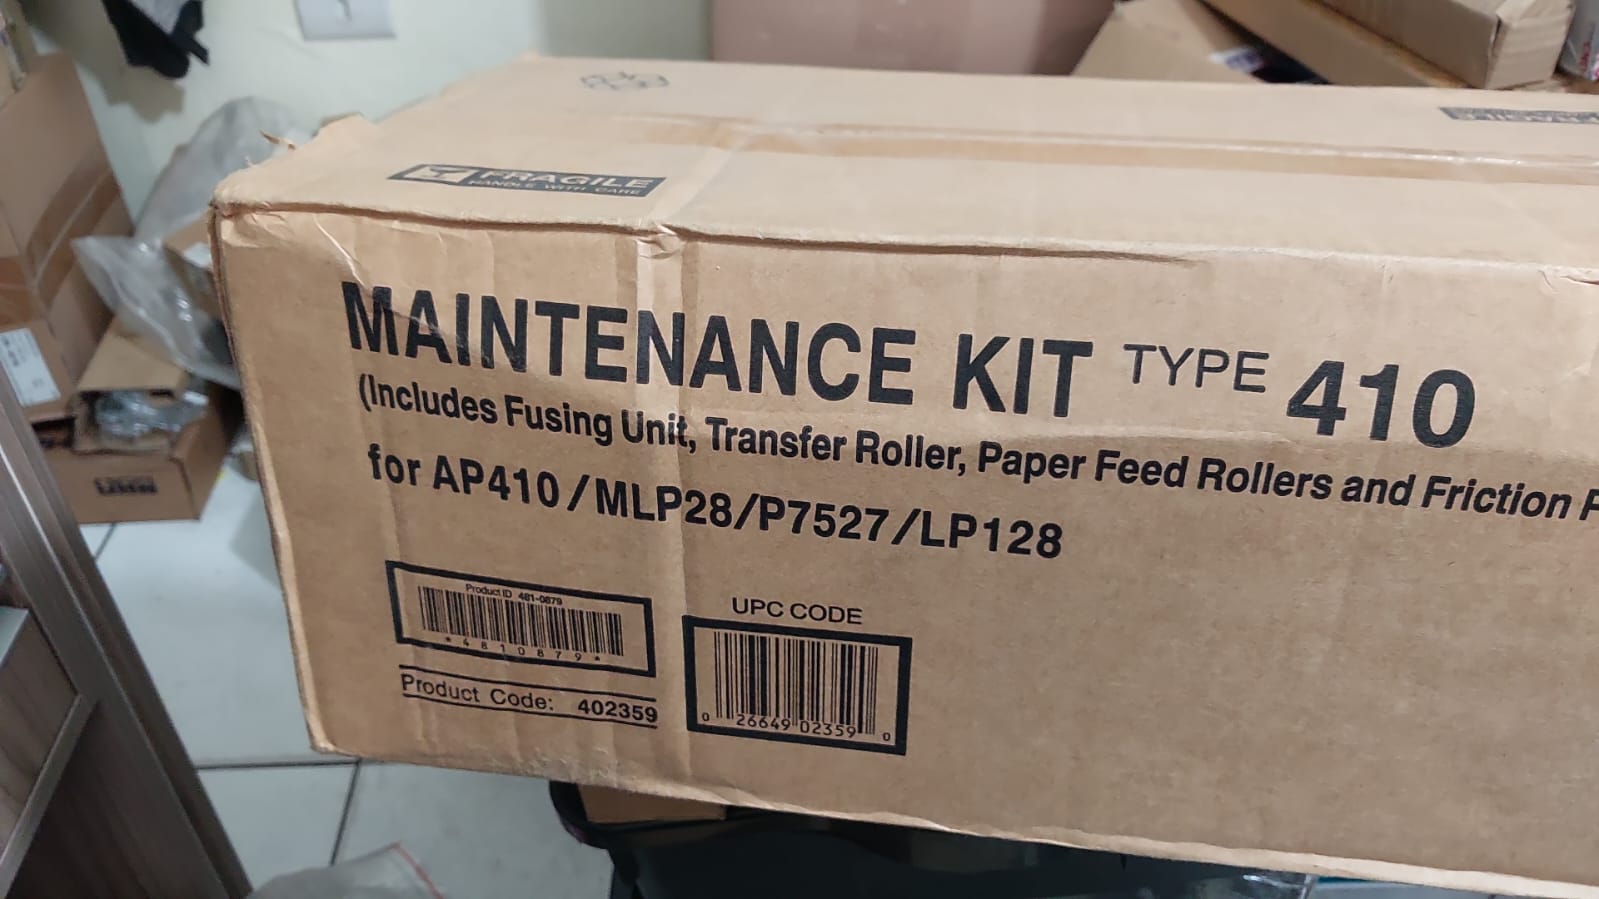 FRAGILE
HANDLE WITH CARE
MAINTENANCE KIT TYPE 410
(Includes Fusing Unit, Transfer Roller, Paper Feed Rollers and Friction
for AP410/MLP28/P7527/LP128
Product ID 481-0879
*4810879*
Product Code: 402359
UPC CODE
0 26649 02359 0